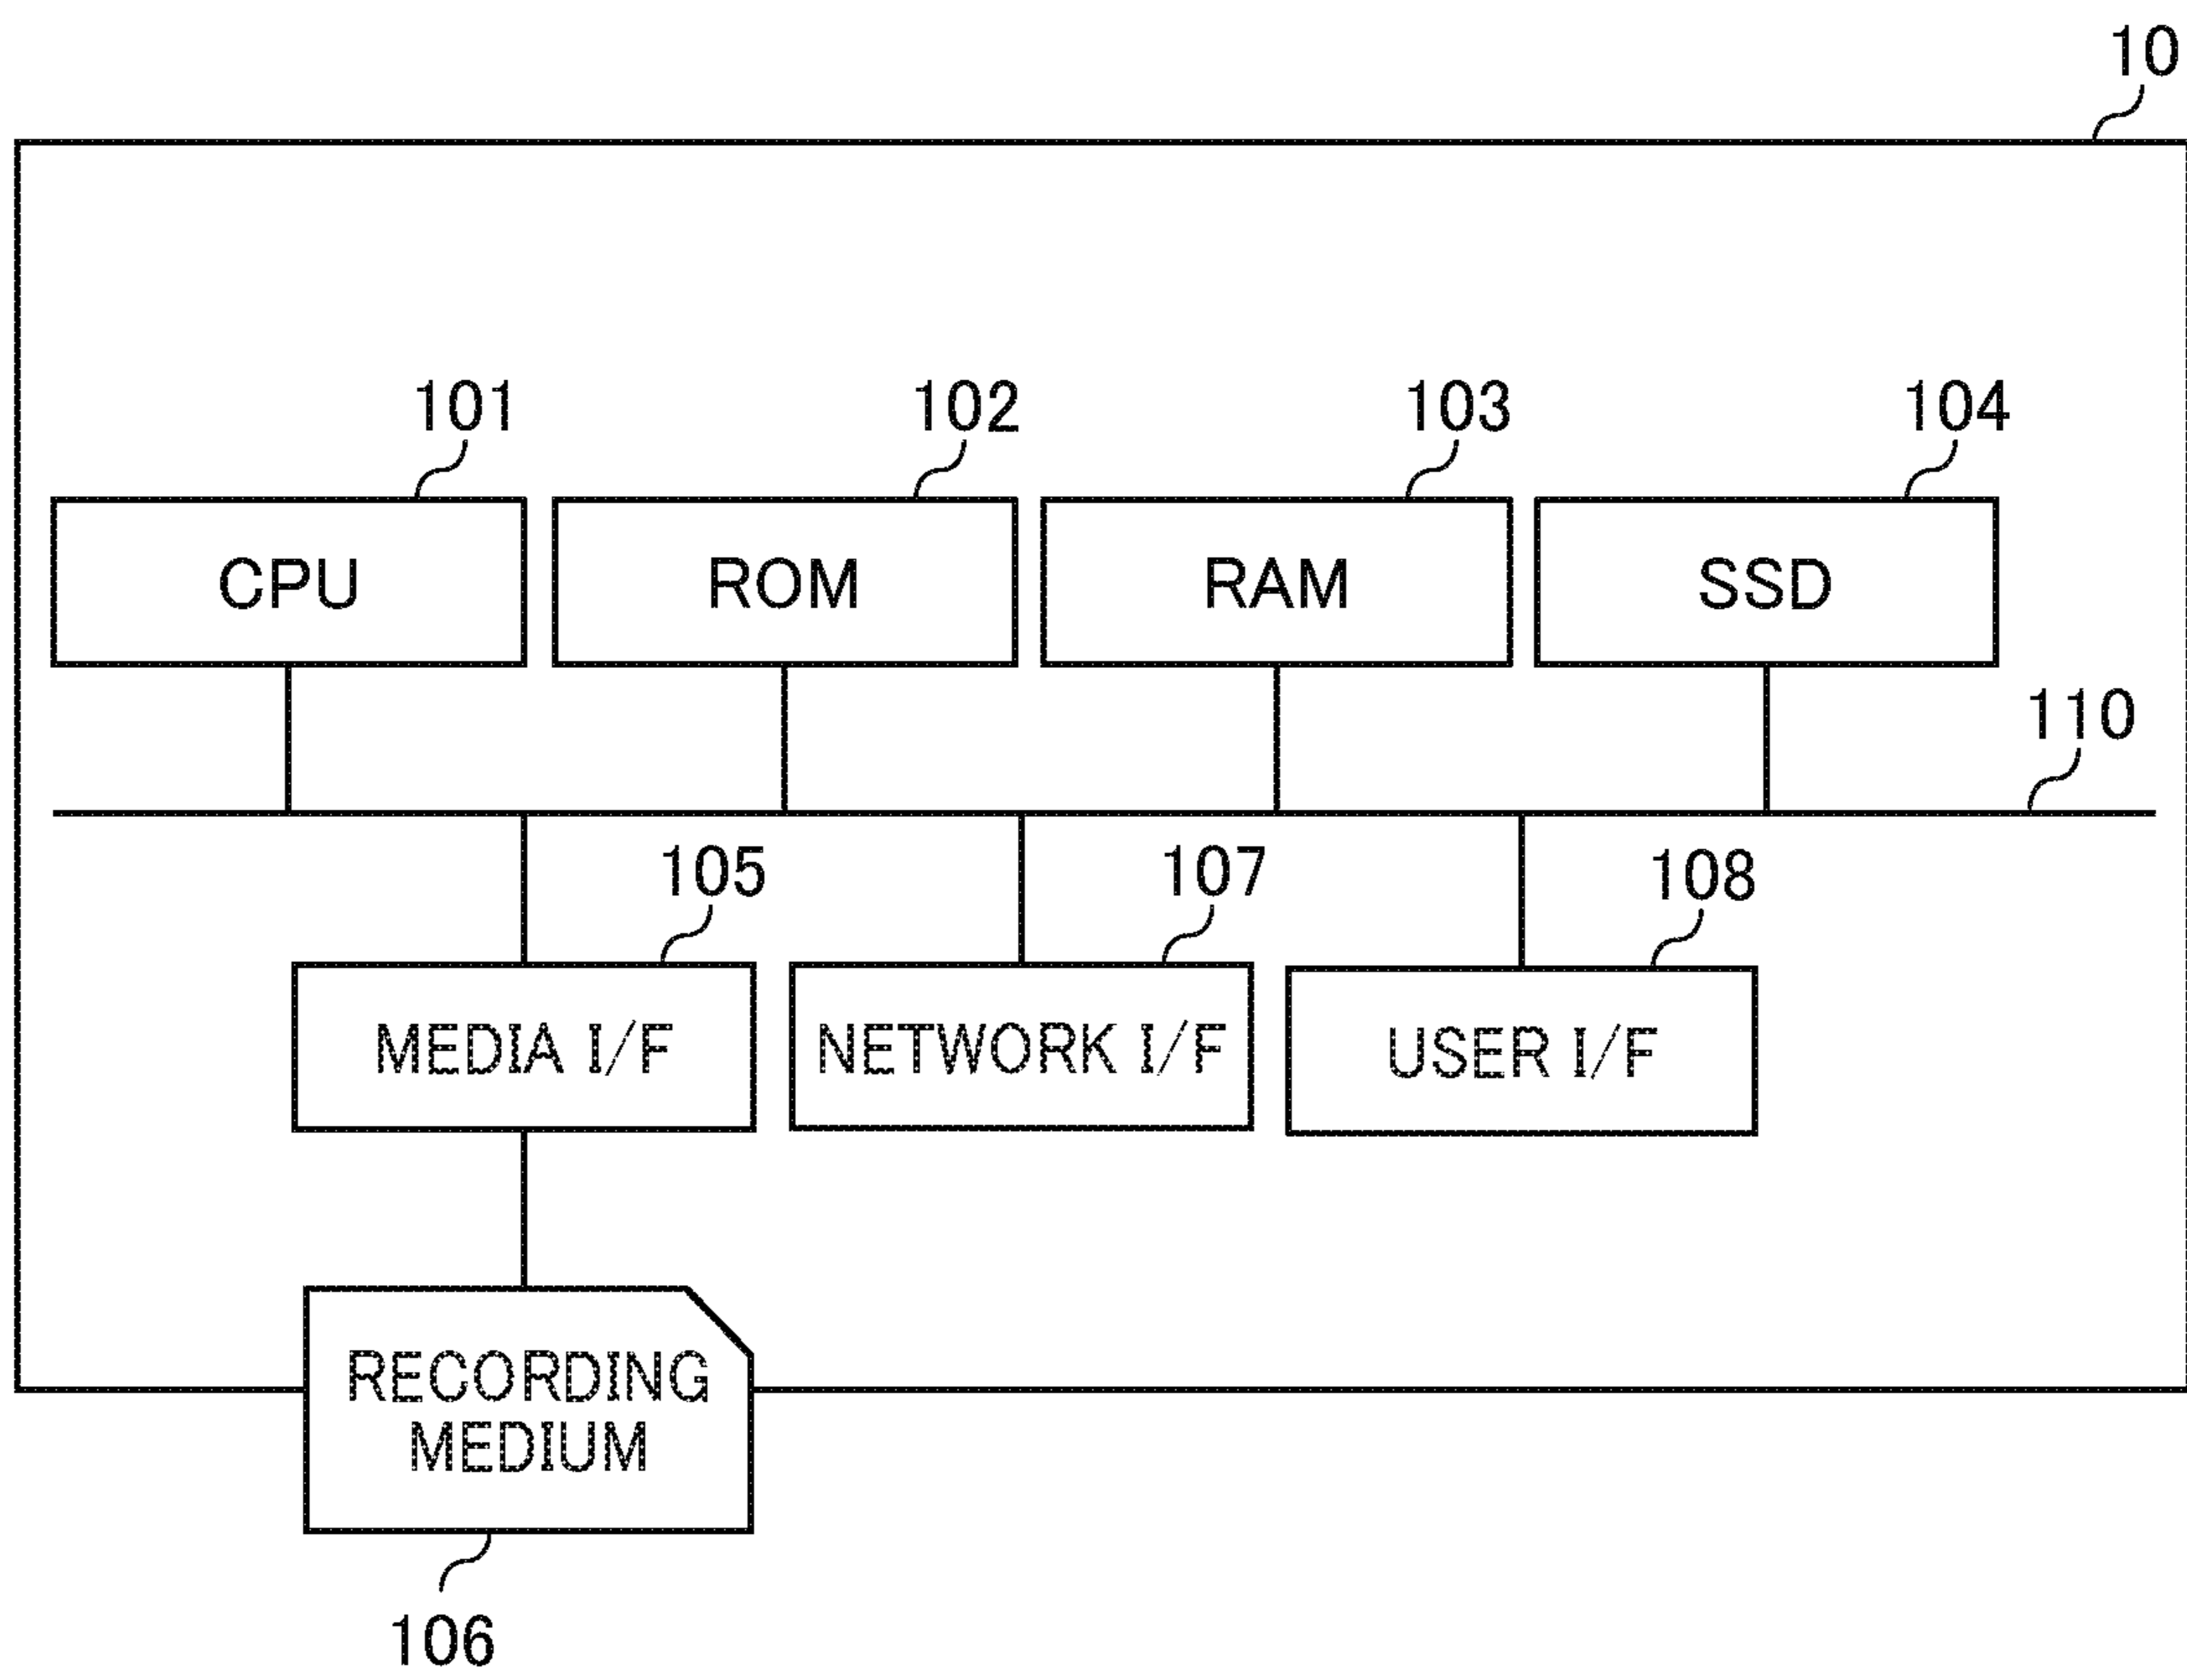 10
101
102
103
104
CPU
ROM
RAM
SSD
110
105
107
108
MEDIA I/F
NETWORK I/F
USER I/F
RECORDING
MEDIUM
106